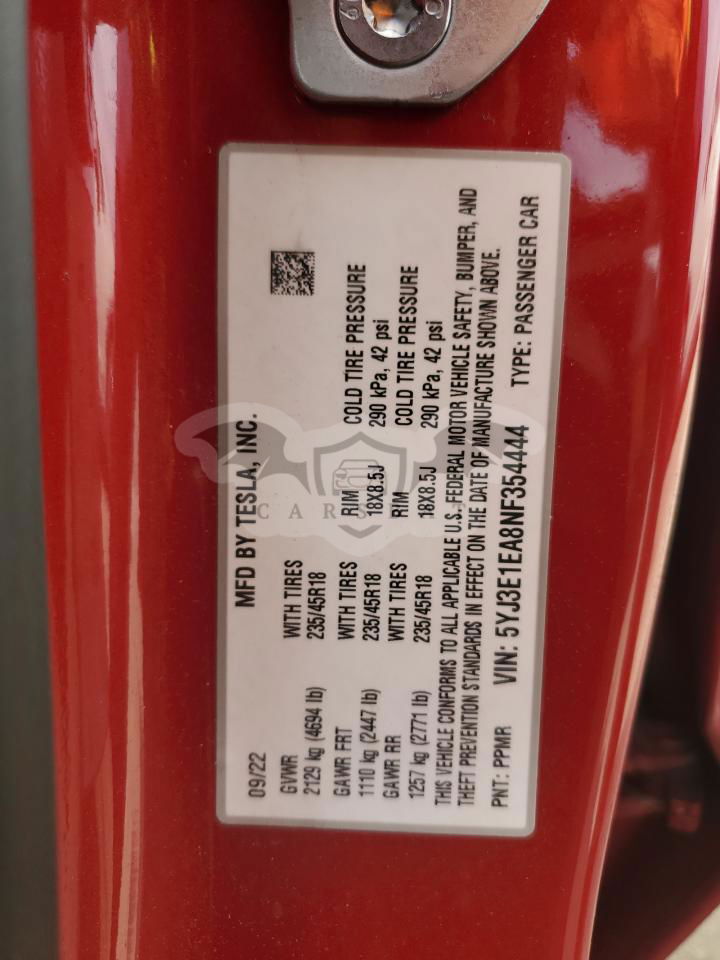 MFD BY TESLA, INC.
09/22
GVWR WITH TIRES RIM COLD TIRE PRESSURE
2129 kg (4694 lb) 235/45R18 18X8.5J 290 kPa, 42 psi
GAWR FRT WITH TIRES RIM COLD TIRE PRESSURE
1110 kg (2447 lb) 235/45R18 18X8.5J 290 kPa, 42 psi
GAWR RR WITH TIRES
1257 kg (2771 lb) 235/45R18
THIS VEHICLE CONFORMS TO ALL APPLICABLE U.S. FEDERAL MOTOR VEHICLE SAFETY, BUMPER, AND
THEFT PREVENTION STANDARDS IN EFFECT ON THE DATE OF MANUFACTURE SHOWN ABOVE.
PNT: PPMR VIN: 5YJ3E1EA8NF354444 TYPE: PASSENGER CAR